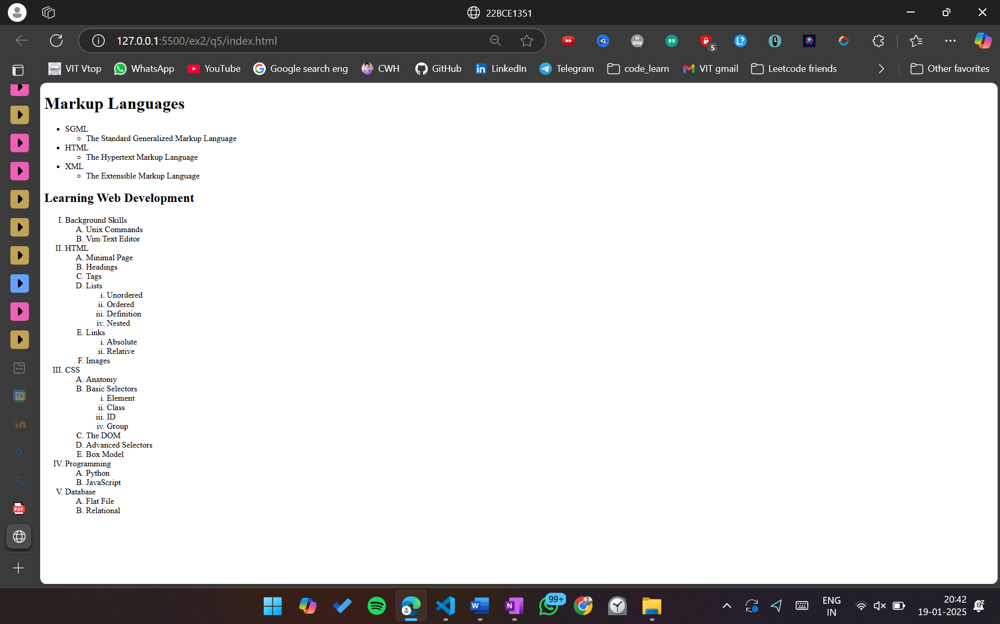 22BCE1351
127.0.0.1:5500/ex2/q5/index.html
YT SPEED
5
VIT Vtop
WhatsApp
YouTube
Google search eng
CWH
GitHub
LinkedIn
Telegram
code_learn
VIT gmail
Leetcode friends
Other favorites
Markup Languages
• SGML
◦ The Standard Generalized Markup Language
• HTML
◦ The Hypertext Markup Language
• XML
◦ The Extensible Markup Language
Learning Web Development
I. Background Skills
A. Unix Commands
B. Vim Text Editor
II. HTML
A. Minimal Page
B. Headings
C. Tags
D. Lists
i. Unordered
ii. Ordered
iii. Definition
iv. Nested
E. Links
i. Absolute
ii. Relative
F. Images
III. CSS
A. Anatomy
B. Basic Selectors
i. Element
ii. Class
iii. ID
iv. Group
C. The DOM
D. Advanced Selectors
E. Box Model
IV. Programming
A. Python
B. JavaScript
V. Database
A. Flat File
B. Relational
19
PDF
99+
ENG
IN
20:42
19-01-2025